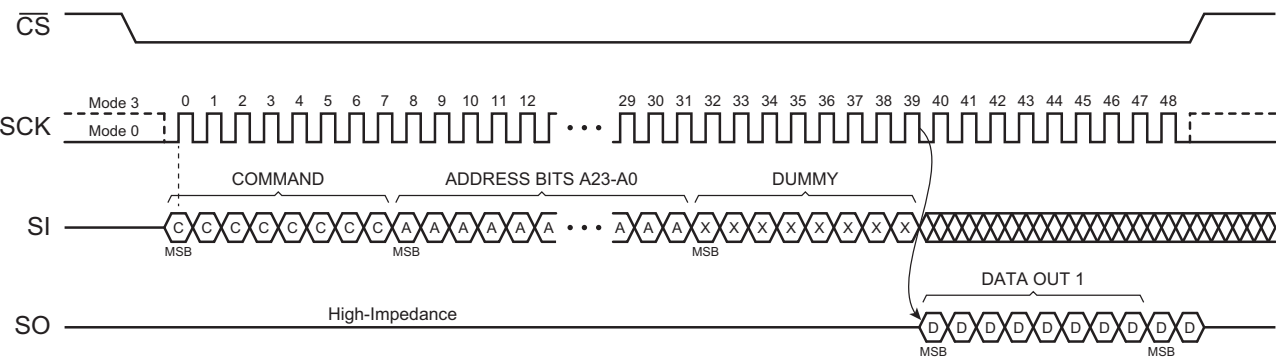 CS
Mode 3
0 1 2 3 4 5 6 7 8 9 10 11 12 29 30 31 32 33 34 35 36 37 38 39 40 41 42 43 44 45 46 47 48
SCK
Mode 0
COMMAND ADDRESS BITS A23-A0 DUMMY
SI C C C C C C C C A A A A A A • • • A A A X X X X X X X X
MSB MSB MSB
DATA OUT 1
High-Impedance
SO D D D D D D D D D D
MSB MSB